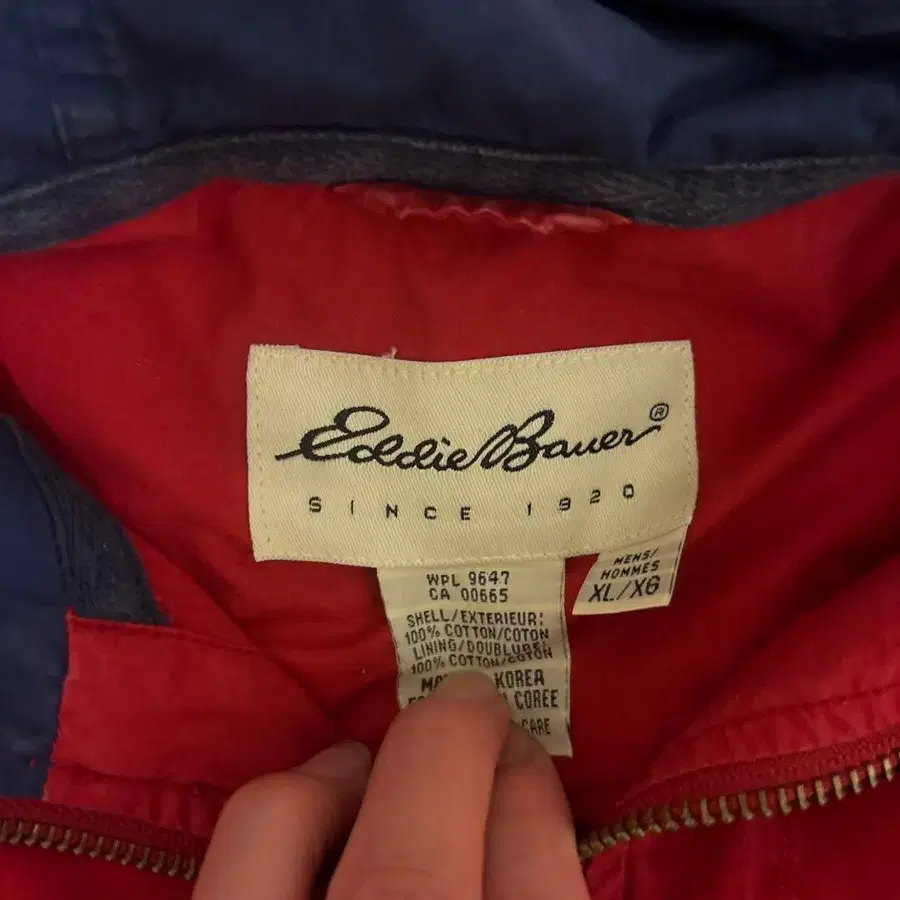 Eddie Bauer®
SINCE 1920
MENS/
HOMMES
XL/XG
WPL 9647
CA 00665
SHELL/EXTERIEUR:
100% COTTON/COTON
LINING/DOUBLURE:
100% COTTON/COTON
KOREA
COREE
CARE